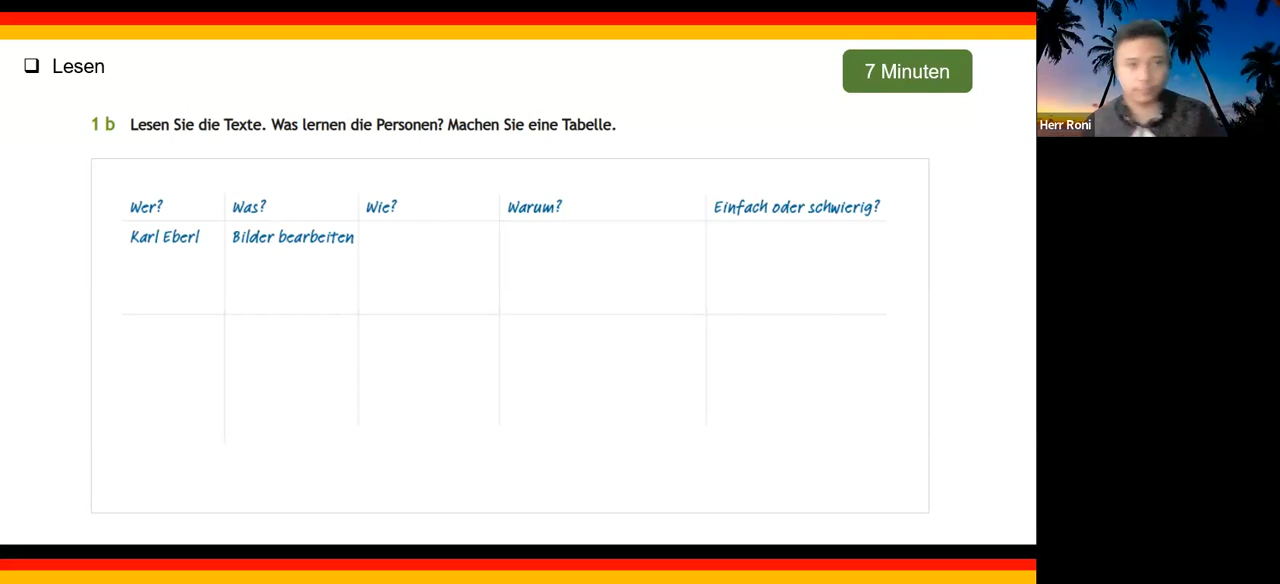 Lesen
7 Minuten
1 b Lesen Sie die Texte. Was lernen die Personen? Machen Sie eine Tabelle.
Wer? Was? Wie? Warum? Einfach oder schwierig?
Karl Eberl Bilder bearbeiten
Herr Roni